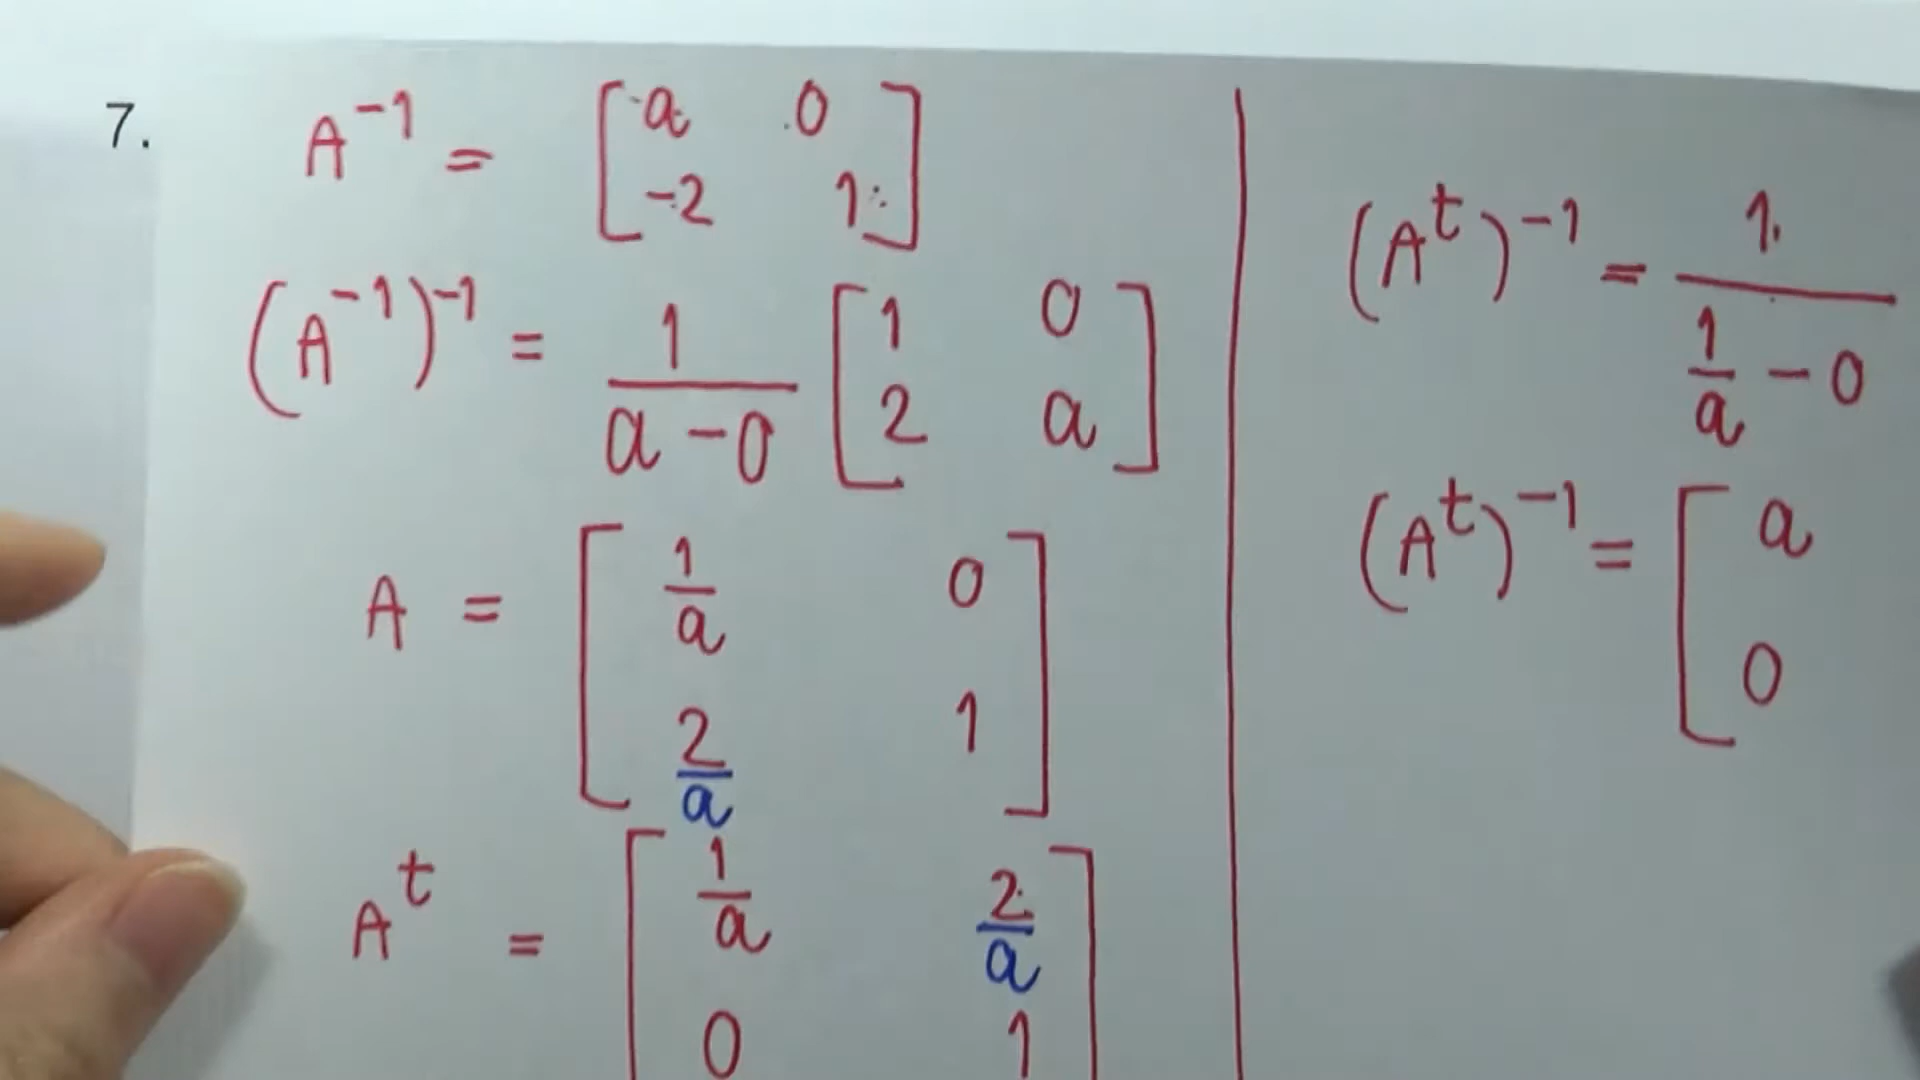 7.
A⁻¹ = [a 0
-2 1]
(A⁻¹)⁻¹ = 1/(a-0) [1 0
2 a]
A = [1/a 0
2/a 1]
Aᵗ = [1/a 2/a
0 1]
(Aᵗ)⁻¹ = 1/(1/a - 0)
(Aᵗ)⁻¹ = [a
0